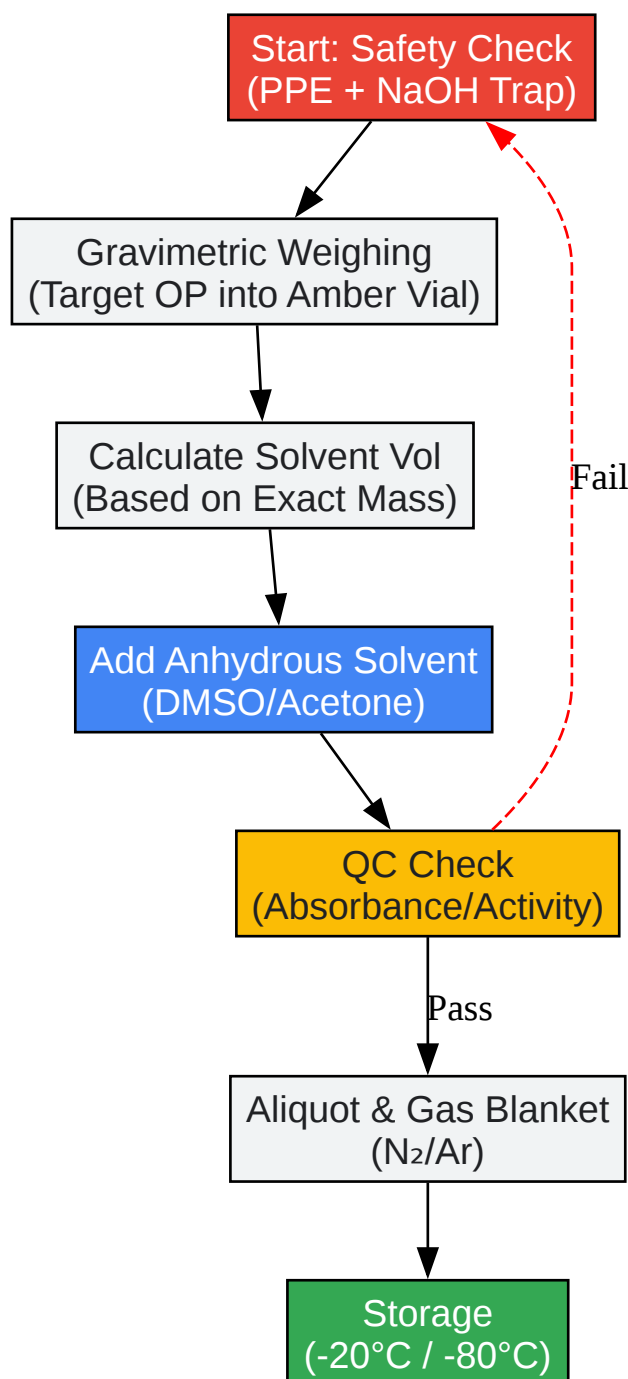 Start: Safety Check
(PPE + NaOH Trap)
Gravimetric Weighing
(Target OP into Amber Vial)
Calculate Solvent Vol
(Based on Exact Mass)
Fail
Add Anhydrous Solvent
(DMSO/Acetone)
QC Check
(Absorbance/Activity)
Pass
Aliquot & Gas Blanket
(N₂/Ar)
Storage
(-20°C / -80°C)